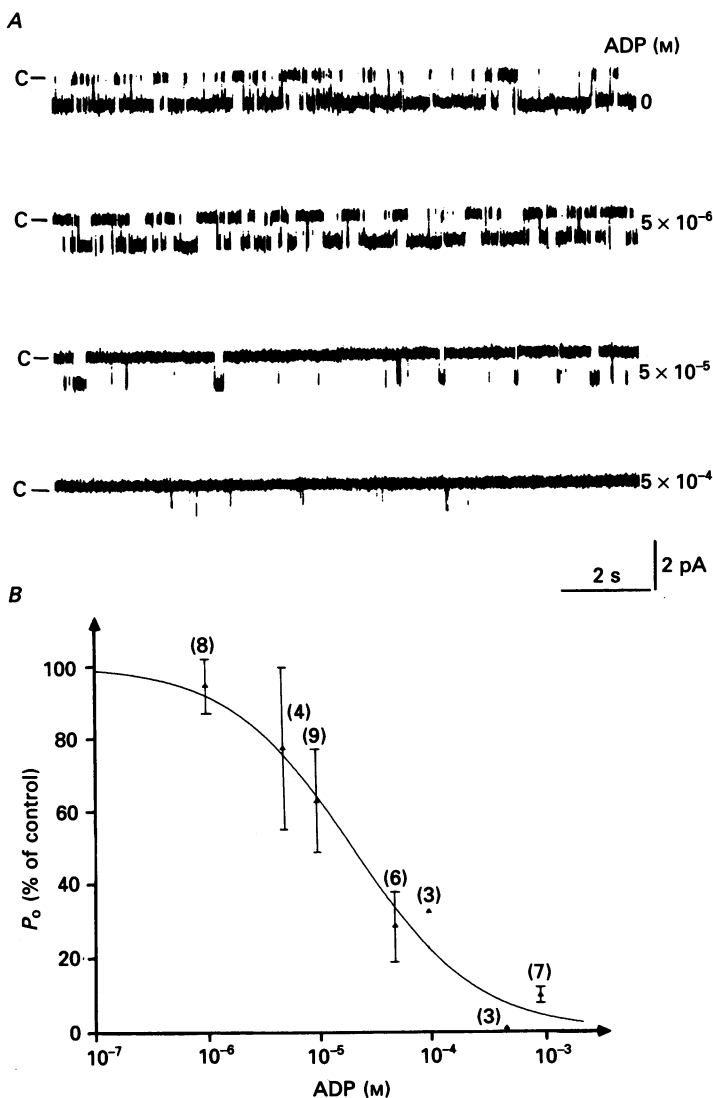 A
ADP (M)
C
0
C
5 × 10⁻⁶
C
5 × 10⁻⁵
C
5 × 10⁻⁴
2 s
2 pA
B
100
80
60
40
20
0
Pₒ (% of control)
(8)
(4)
(9)
(6)
(3)
(3)
(7)
10⁻⁷
10⁻⁶
10⁻⁵
10⁻⁴
10⁻³
ADP (M)